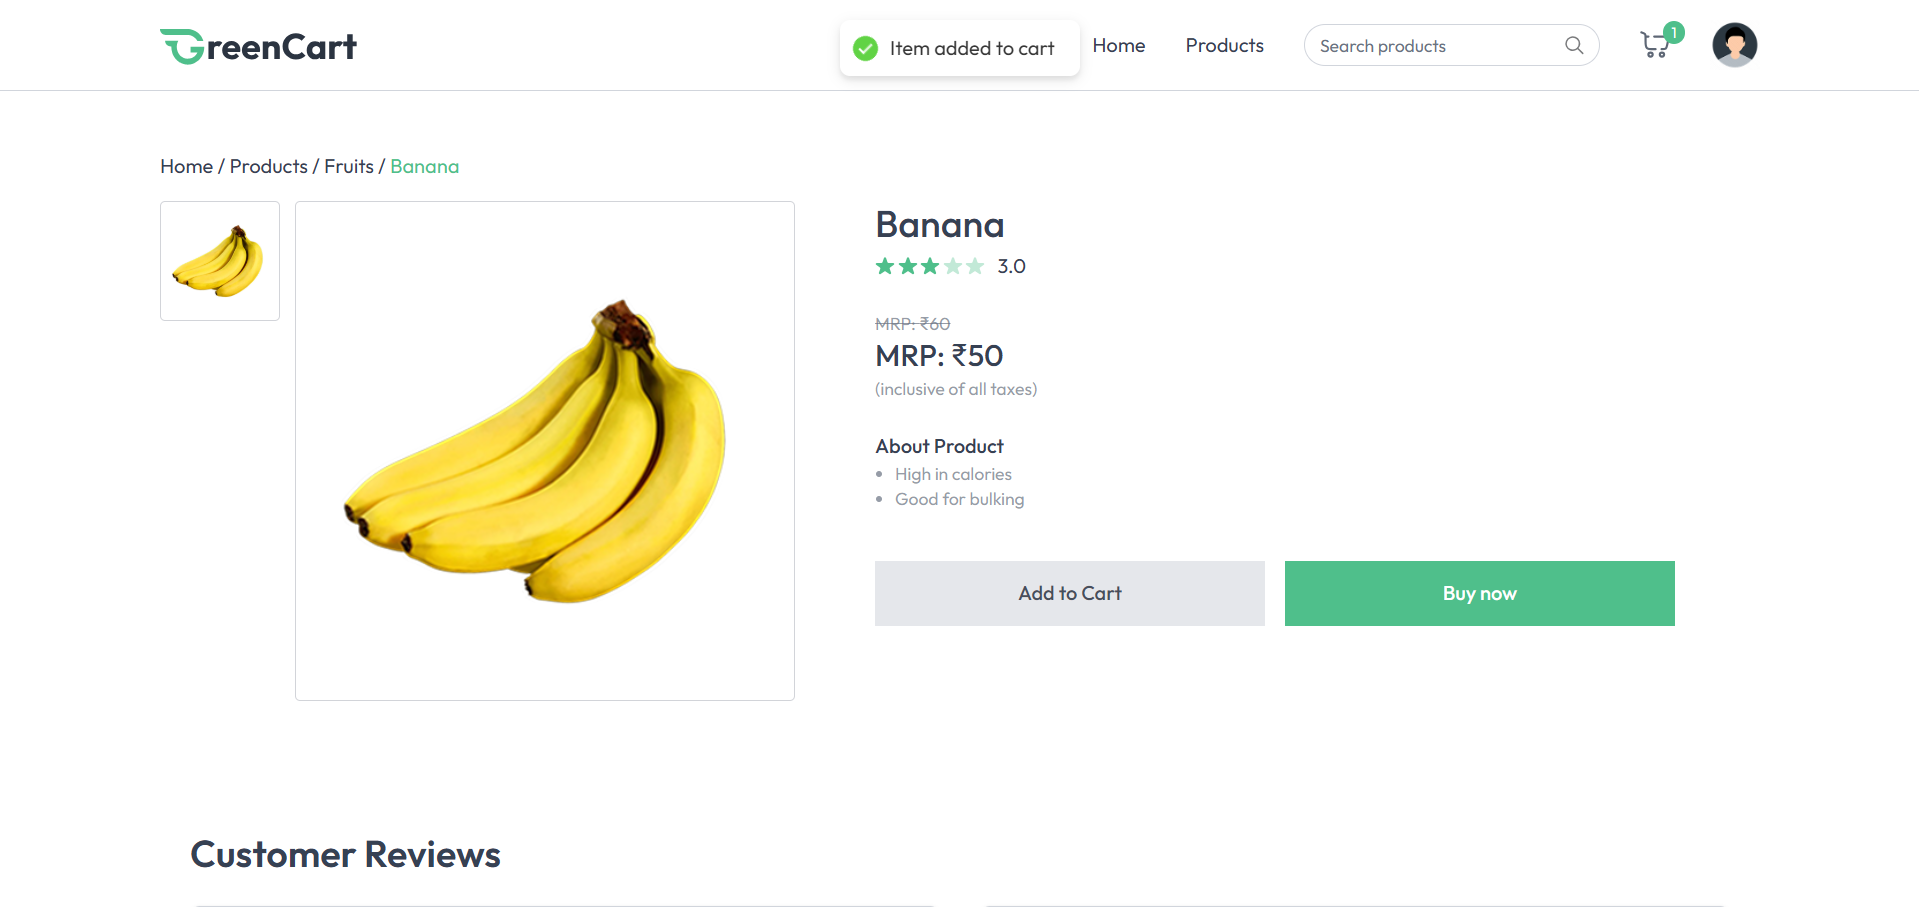 GreenCart
Item added to cart
Home
Products
Search products
1
Home / Products / Fruits / Banana
Banana
3.0
MRP: ₹60
MRP: ₹50
(inclusive of all taxes)
About Product
High in calories
Good for bulking
Add to Cart
Buy now
Customer Reviews